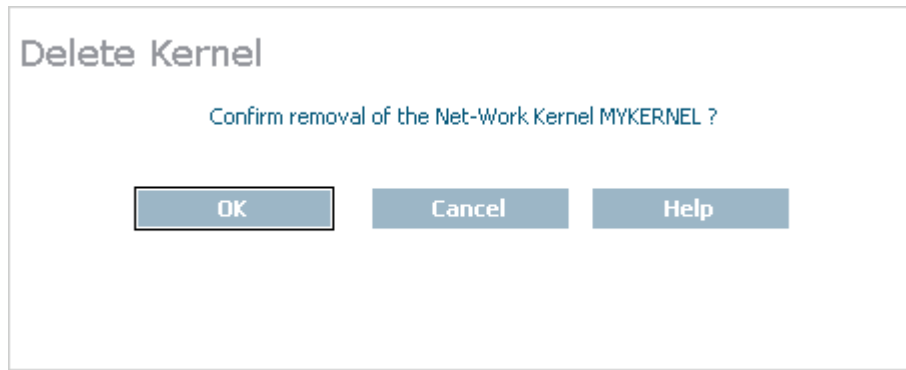 Delete Kernel
Confirm removal of the Net-Work Kernel MYKERNEL ?
OK Cancel Help